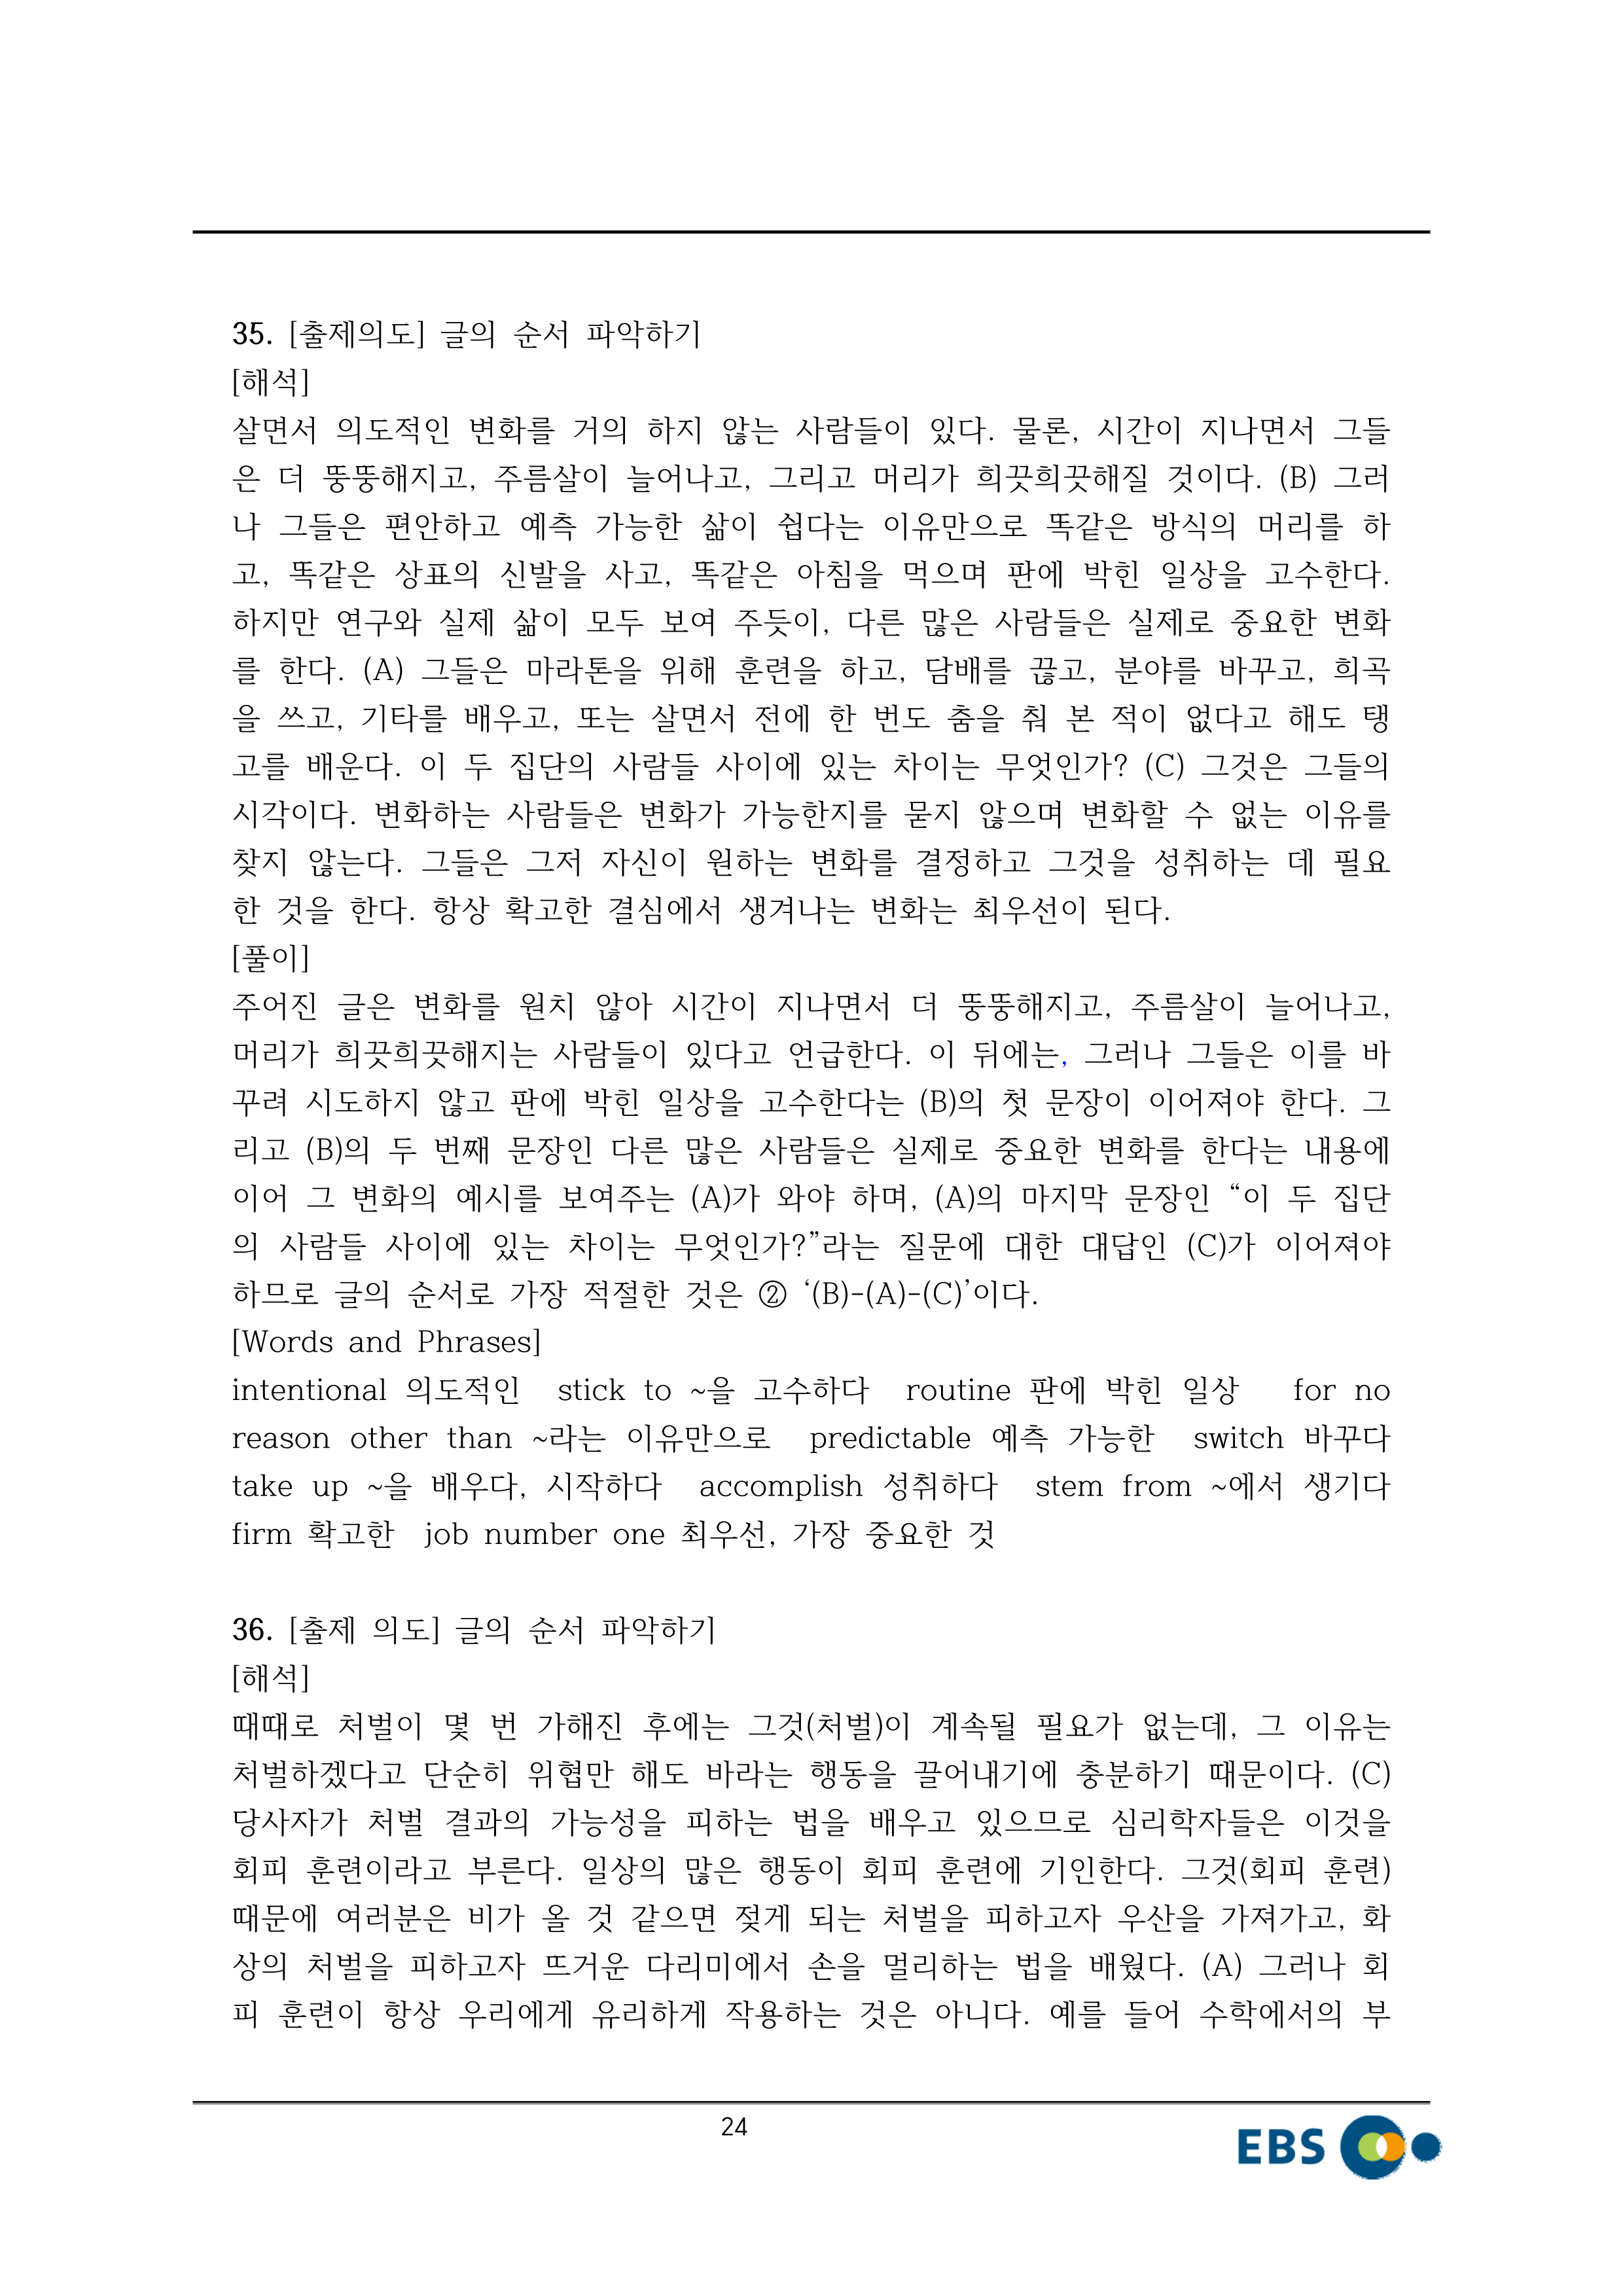 35. [출제의도] 글의 순서 파악하기
[해석]
살면서 의도적인 변화를 거의 하지 않는 사람들이 있다. 물론, 시간이 지나면서 그들
은 더 뚱뚱해지고, 주름살이 늘어나고, 그리고 머리가 희끗희끗해질 것이다. (B) 그러
나 그들은 편안하고 예측 가능한 삶이 쉽다는 이유만으로 똑같은 방식의 머리를 하
고, 똑같은 상표의 신발을 사고, 똑같은 아침을 먹으며 판에 박힌 일상을 고수한다.
하지만 연구와 실제 삶이 모두 보여 주듯이, 다른 많은 사람들은 실제로 중요한 변화
를 한다. (A) 그들은 마라톤을 위해 훈련을 하고, 담배를 끊고, 분야를 바꾸고, 희곡
을 쓰고, 기타를 배우고, 또는 살면서 전에 한 번도 춤을 춰 본 적이 없다고 해도 탱
고를 배운다. 이 두 집단의 사람들 사이에 있는 차이는 무엇인가? (C) 그것은 그들의
시각이다. 변화하는 사람들은 변화가 가능한지를 묻지 않으며 변화할 수 없는 이유를
찾지 않는다. 그들은 그저 자신이 원하는 변화를 결정하고 그것을 성취하는 데 필요
한 것을 한다. 항상 확고한 결심에서 생겨나는 변화는 최우선이 된다.
[풀이]
주어진 글은 변화를 원치 않아 시간이 지나면서 더 뚱뚱해지고, 주름살이 늘어나고,
머리가 희끗희끗해지는 사람들이 있다고 언급한다. 이 뒤에는, 그러나 그들은 이를 바
꾸려 시도하지 않고 판에 박힌 일상을 고수한다는 (B)의 첫 문장이 이어져야 한다. 그
리고 (B)의 두 번째 문장인 다른 많은 사람들은 실제로 중요한 변화를 한다는 내용에
이어 그 변화의 예시를 보여주는 (A)가 와야 하며, (A)의 마지막 문장인 “이 두 집단
의 사람들 사이에 있는 차이는 무엇인가?”라는 질문에 대한 대답인 (C)가 이어져야
하므로 글의 순서로 가장 적절한 것은 ② ‘(B)-(A)-(C)’이다.
[Words and Phrases]
intentional 의도적인 stick to ~을 고수하다 routine 판에 박힌 일상 for no
reason other than ~라는 이유만으로 predictable 예측 가능한 switch 바꾸다
take up ~을 배우다, 시작하다 accomplish 성취하다 stem from ~에서 생기다
firm 확고한 job number one 최우선, 가장 중요한 것
36. [출제 의도] 글의 순서 파악하기
[해석]
때때로 처벌이 몇 번 가해진 후에는 그것(처벌)이 계속될 필요가 없는데, 그 이유는
처벌하겠다고 단순히 위협만 해도 바라는 행동을 끌어내기에 충분하기 때문이다. (C)
당사자가 처벌 결과의 가능성을 피하는 법을 배우고 있으므로 심리학자들은 이것을
회피 훈련이라고 부른다. 일상의 많은 행동이 회피 훈련에 기인한다. 그것(회피 훈련)
때문에 여러분은 비가 올 것 같으면 젖게 되는 처벌을 피하고자 우산을 가져가고, 화
상의 처벌을 피하고자 뜨거운 다리미에서 손을 멀리하는 법을 배웠다. (A) 그러나 회
피 훈련이 항상 우리에게 유리하게 작용하는 것은 아니다. 예를 들어 수학에서의 부
24
EBS